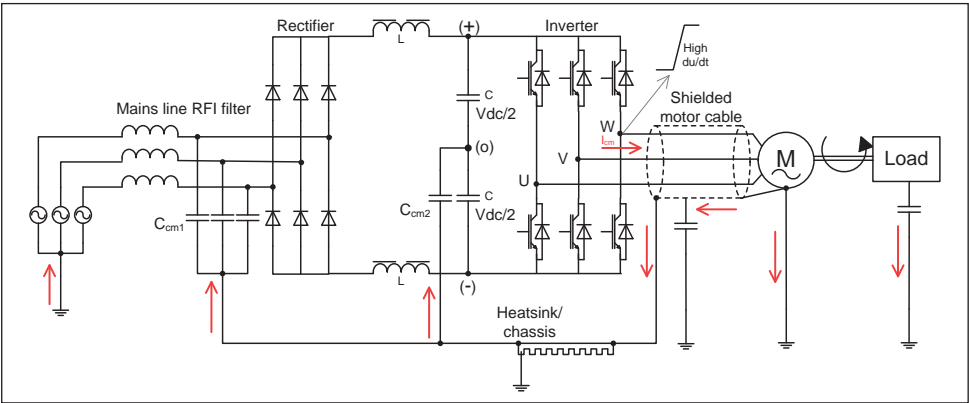 Rectifier
L
(+)
Inverter
High
du/dt
Mains line RFI filter
C
Vdc/2
Shielded
motor cable
W
Icm
(o)
V
M
Load
U
Ccm1
Ccm2
C
Vdc/2
L
(-)
Heatsink/
chassis